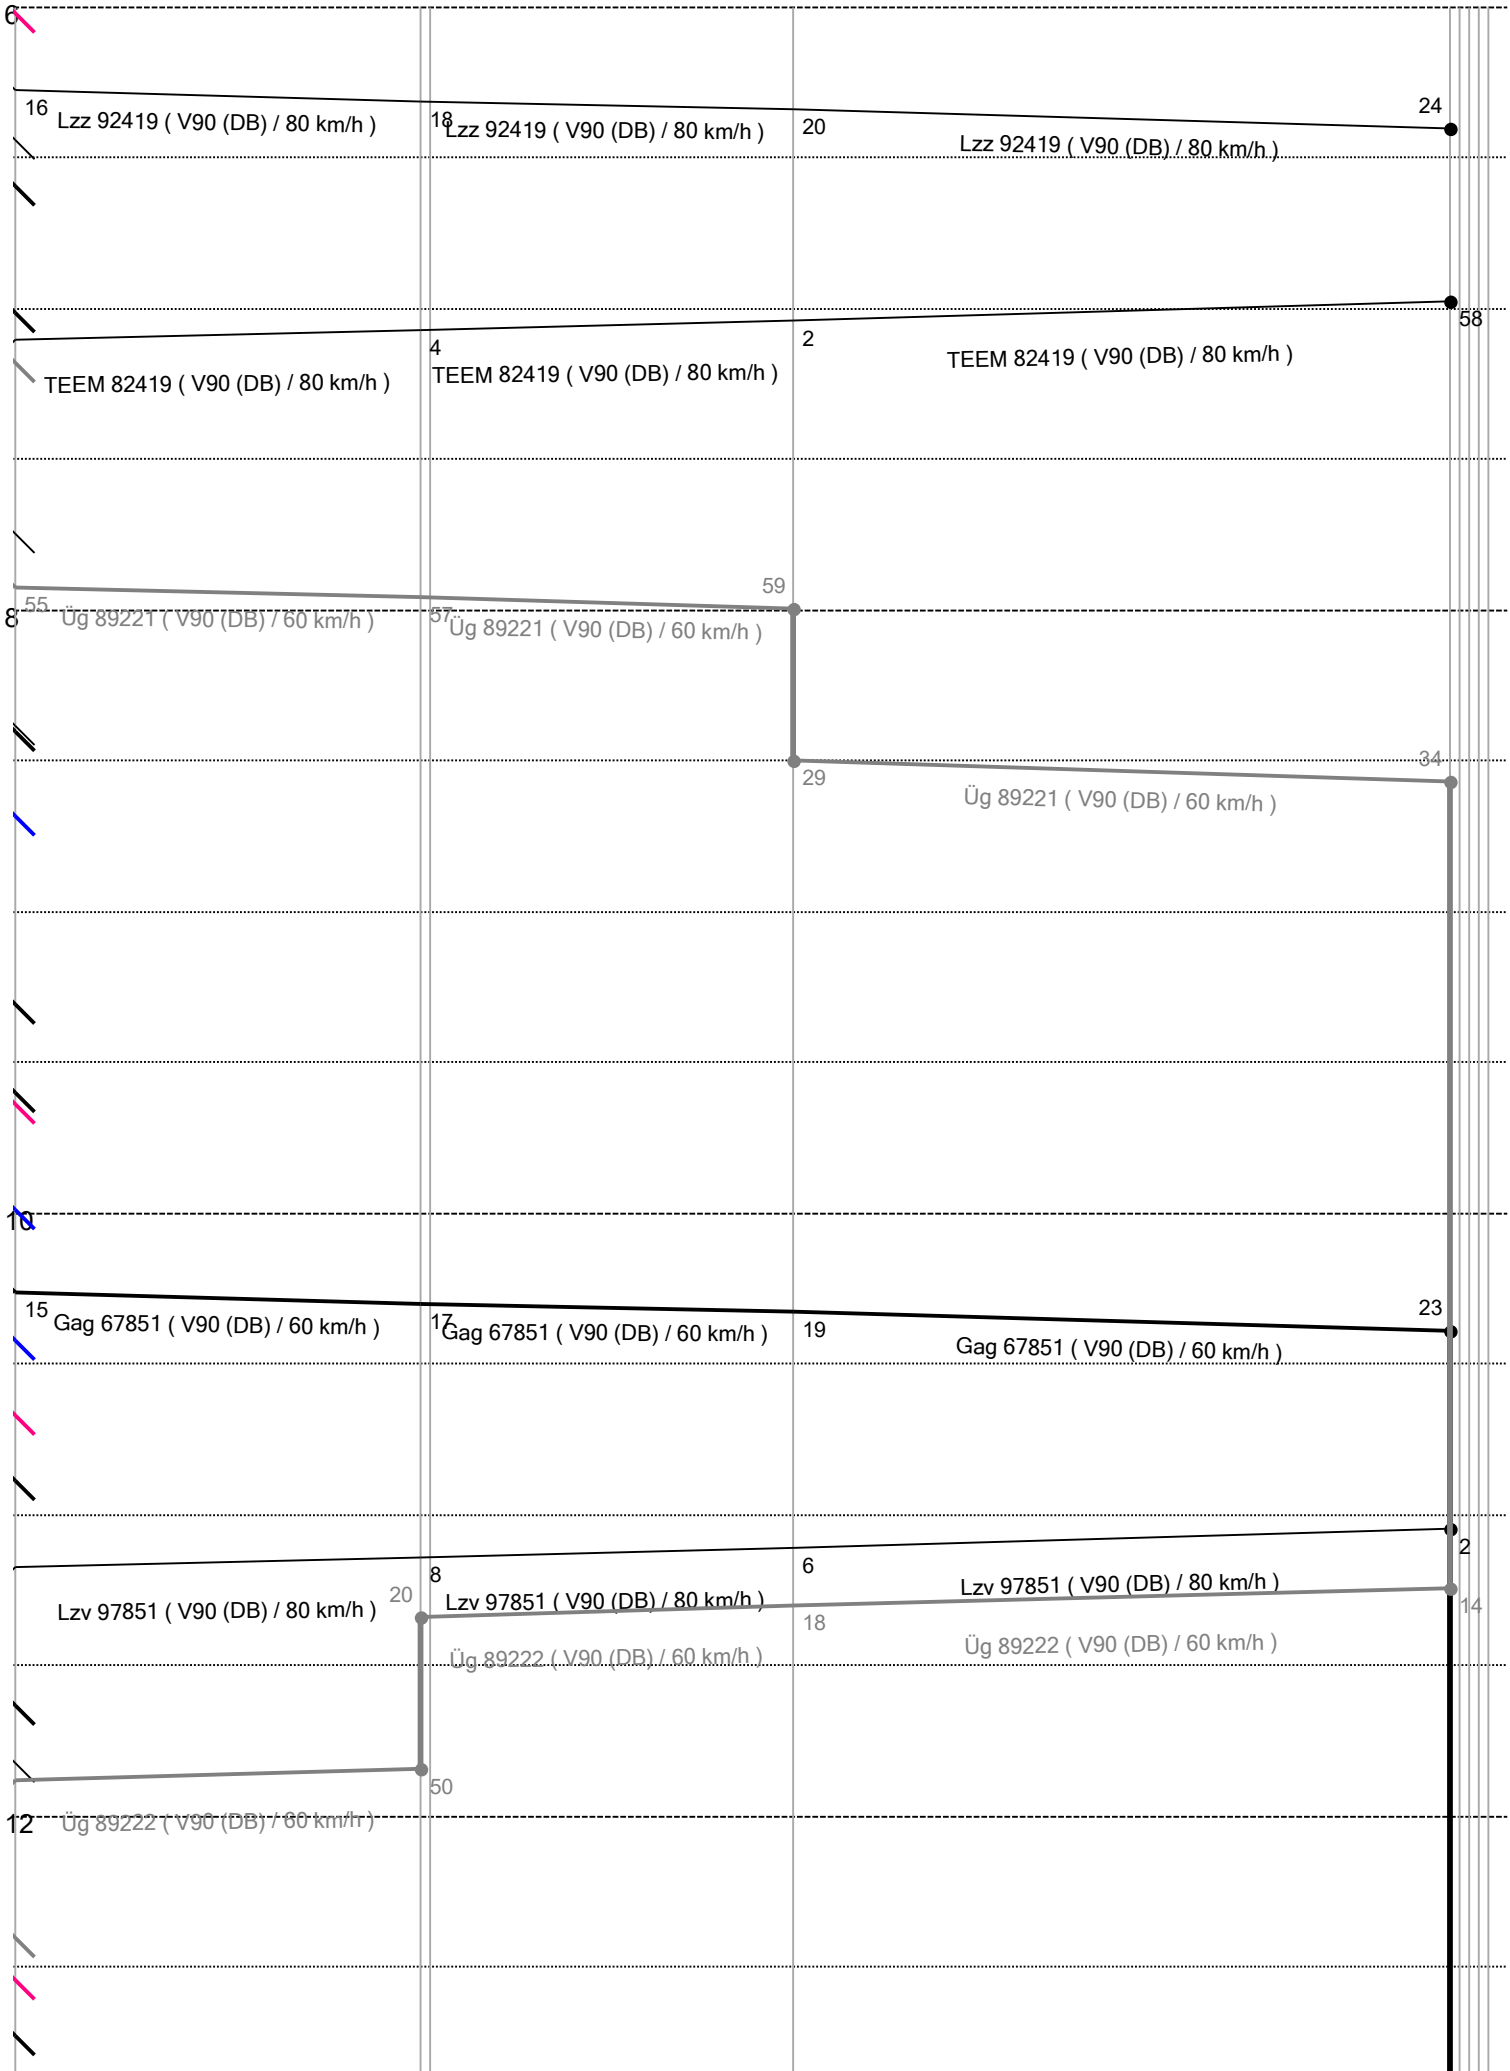 6
16 Lzz 92419 ( V90 (DB) / 80 km/h ) 18 Lzz 92419 ( V90 (DB) / 80 km/h ) 20 Lzz 92419 ( V90 (DB) / 80 km/h ) 24
TEEM 82419 ( V90 (DB) / 80 km/h ) 4 TEEM 82419 ( V90 (DB) / 80 km/h ) 2 TEEM 82419 ( V90 (DB) / 80 km/h ) 58
59
8 55 Üg 89221 ( V90 (DB) / 60 km/h ) 57 Üg 89221 ( V90 (DB) / 60 km/h )
29 Üg 89221 ( V90 (DB) / 60 km/h ) 34
10
15 Gag 67851 ( V90 (DB) / 60 km/h ) 17 Gag 67851 ( V90 (DB) / 60 km/h ) 19 Gag 67851 ( V90 (DB) / 60 km/h ) 23
Lzv 97851 ( V90 (DB) / 80 km/h ) 8 Lzv 97851 ( V90 (DB) / 80 km/h ) 6 Lzv 97851 ( V90 (DB) / 80 km/h ) 2
20 Üg 89222 ( V90 (DB) / 60 km/h ) 18 Üg 89222 ( V90 (DB) / 60 km/h ) 14
50
12 Üg 89222 ( V90 (DB) / 60 km/h )